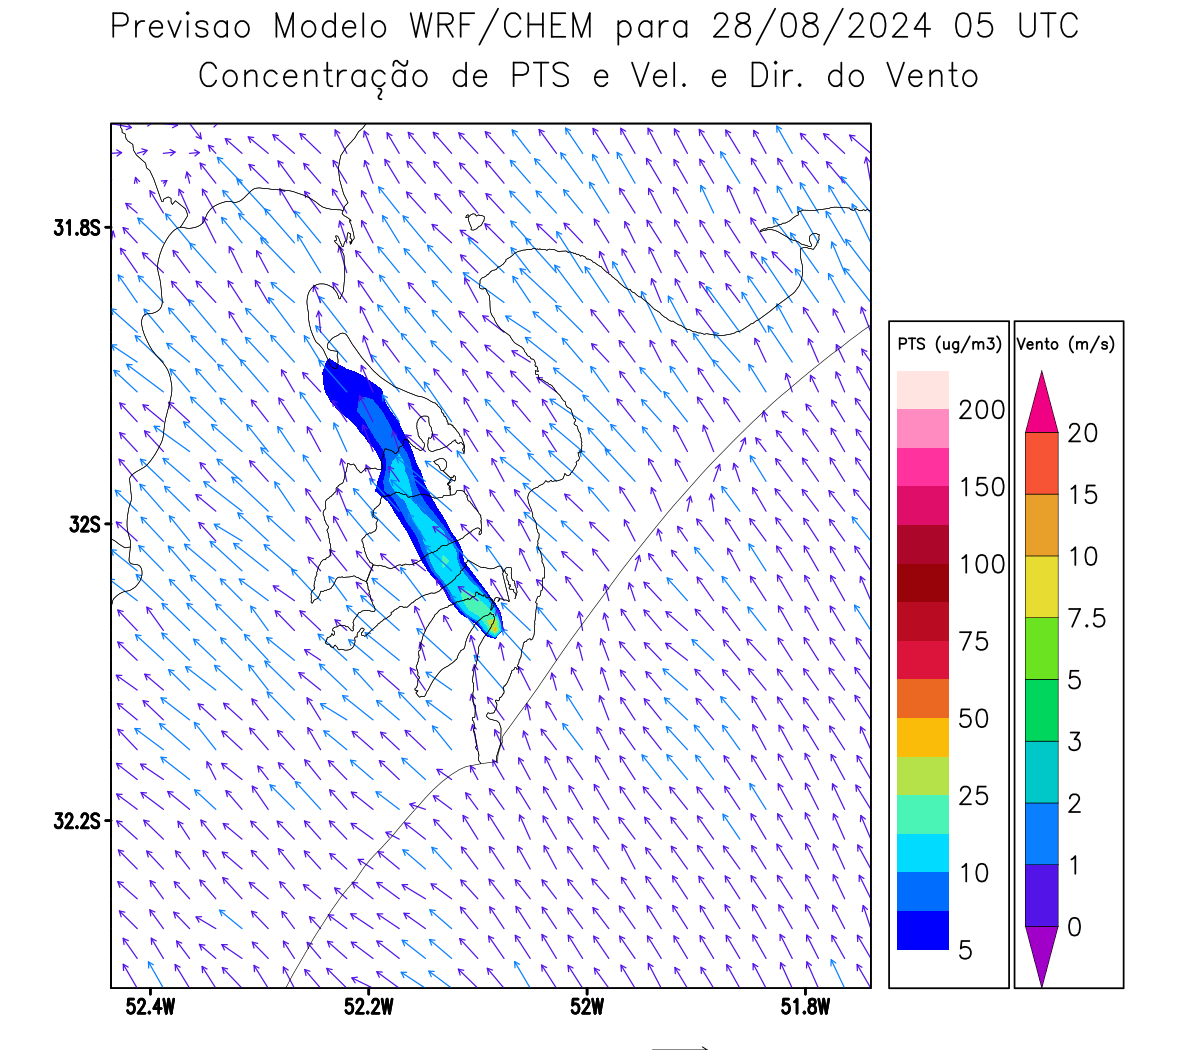 Previsao Modelo WRF/CHEM para 28/08/2024 05 UTC
Concentração de PTS e Vel. e Dir. do Vento
31.8S
32S
32.2S
52.4W
52.2W
52W
51.8W
PTS (ug/m3)
200
150
100
75
50
25
10
5
Vento (m/s)
20
15
10
7.5
5
3
2
1
0